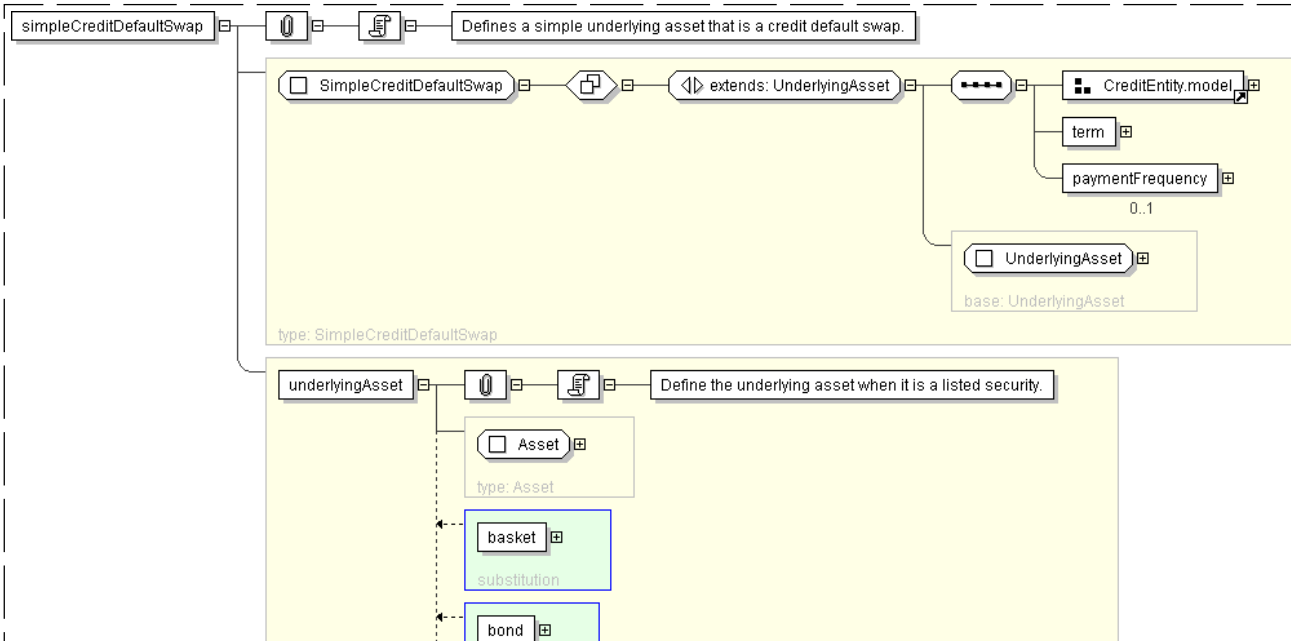 simpleCreditDefaultSwap
Defines a simple underlying asset that is a credit default swap.
SimpleCreditDefaultSwap
extends: UnderlyingAsset
CreditEntity.model
term
paymentFrequency
0..1
UnderlyingAsset
base: UnderlyingAsset
type: SimpleCreditDefaultSwap
underlyingAsset
Define the underlying asset when it is a listed security.
Asset
type: Asset
basket
substitution
bond